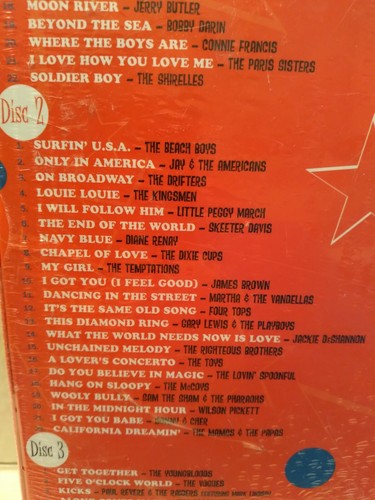 MOON RIVER – JERRY BUTLER
BEYOND THE SEA – BOBBY DARIN
WHERE THE BOYS ARE – CONNIE FRANCIS
I LOVE HOW YOU LOVE ME – THE PARIS SISTERS
SOLDIER BOY – THE SHIRELLES
Disc 2
SURFIN' U.S.A. – THE BEACH BOYS
ONLY IN AMERICA – JAY & THE AMERICANS
ON BROADWAY – THE DRIFTERS
LOUIE LOUIE – THE KINGSMEN
I WILL FOLLOW HIM – LITTLE PEGGY MARCH
THE END OF THE WORLD – SKEETER DAVIS
NAVY BLUE – DIANE RENAY
CHAPEL OF LOVE – THE DIXIE CUPS
MY GIRL – THE TEMPTATIONS
I GOT YOU (I FEEL GOOD) – JAMES BROWN
DANCING IN THE STREET – MARTHA & THE VANDELLAS
IT'S THE SAME OLD SONG – FOUR TOPS
THIS DIAMOND RING – GARY LEWIS & THE PLAYBOYS
WHAT THE WORLD NEEDS NOW IS LOVE – JACKIE DeSHANNON
UNCHAINED MELODY – THE RIGHTEOUS BROTHERS
A LOVER'S CONCERTO – THE TOYS
DO YOU BELIEVE IN MAGIC – THE LOVIN' SPOONFUL
HANG ON SLOOPY – THE McCOYS
WOOLY BULLY – SAM THE SHAM & THE PHARAOHS
IN THE MIDNIGHT HOUR – WILSON PICKETT
I GOT YOU BABE – SONNY & CHER
CALIFORNIA DREAMIN' – THE MAMAS & THE PAPAS
Disc 3
GET TOGETHER – THE YOUNGBLOODS
FIVE O'CLOCK WORLD – THE VOGUES
KICKS – PAUL REVERE & THE RAIDERS